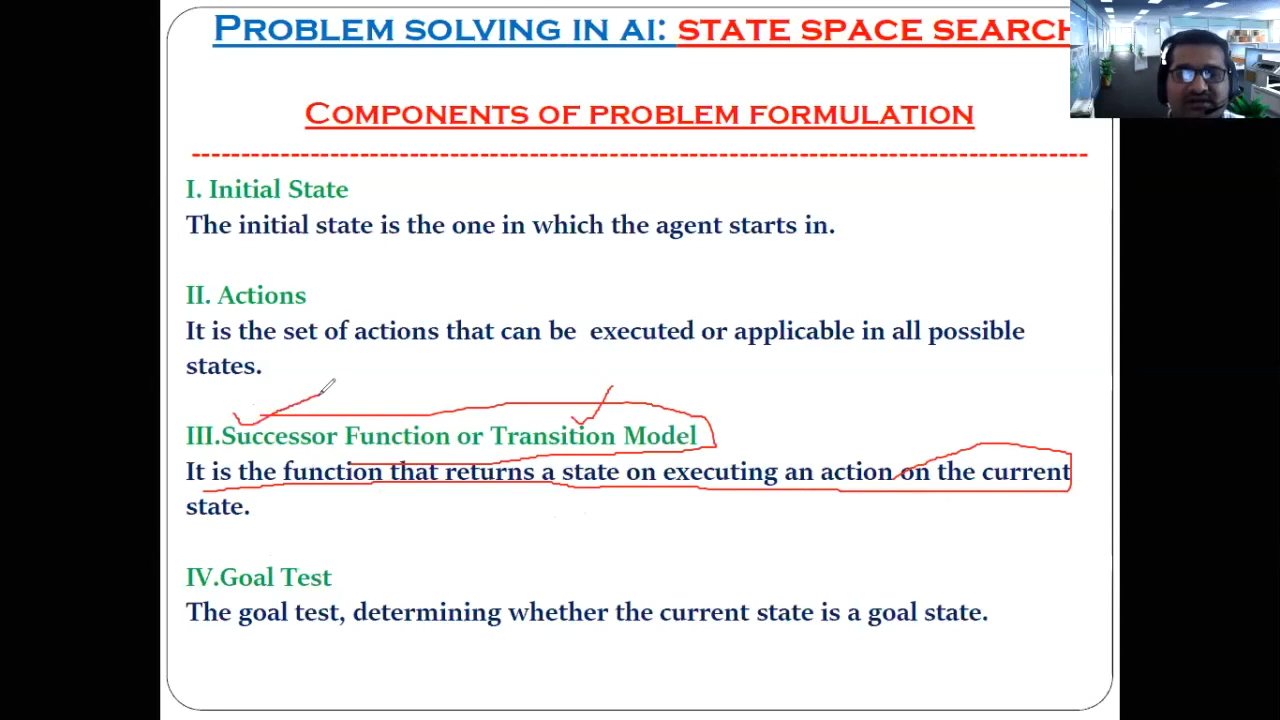 PROBLEM SOLVING IN AI: STATE SPACE SEARCH
COMPONENTS OF PROBLEM FORMULATION
I. Initial State
The initial state is the one in which the agent starts in.
II. Actions
It is the set of actions that can be executed or applicable in all possible
states.
III.Successor Function or Transition Model
It is the function that returns a state on executing an action on the current
state.
IV.Goal Test
The goal test, determining whether the current state is a goal state.